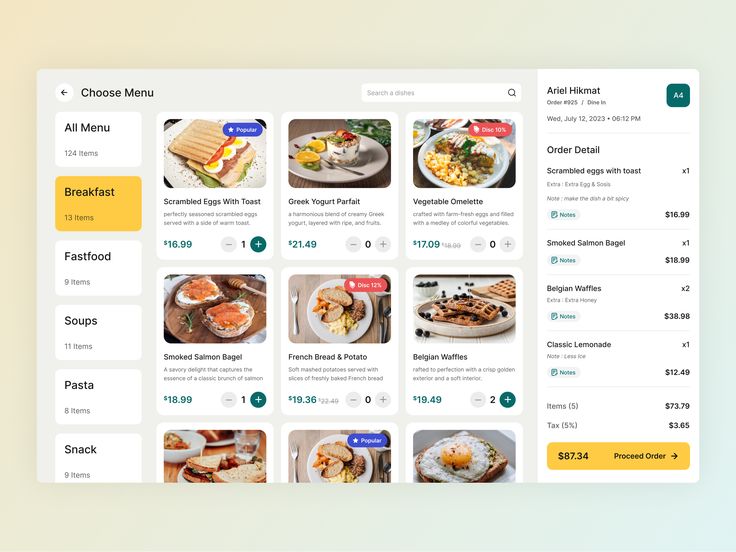 Choose Menu
Search a dishes
All Menu
124 Items
Breakfast
13 Items
Fastfood
9 Items
Soups
11 Items
Pasta
8 Items
Snack
9 Items
Popular
Scrambled Eggs With Toast
perfectly seasoned scrambled eggs
served with a side of warm toast.
$16.99
1
Greek Yogurt Parfait
a harmonious blend of creamy Greek
yogurt, layered with ripe, and fruits.
$21.49
0
Disc 10%
Vegetable Omelette
crafted with farm-fresh eggs and filled
with a medley of colorful vegetables.
$17.09 $18.99
0
Smoked Salmon Bagel
A savory delight that captures the
essence of a classic brunch of salmon
$18.99
1
Disc 12%
French Bread & Potato
Soft mashed potatoes served with
slices of freshly baked French bread
$19.36 $22.49
0
Belgian Waffles
rafted to perfection with a crisp golden
exterior and a soft interior.
$19.49
2
Popular
Ariel Hikmat
Order #925 / Dine In
A4
Wed, July 12, 2023 • 06:12 PM
Order Detail
Scrambled eggs with toast x1
Extra : Extra Egg & Sosis
Note : make the dish a bit spicy
Notes $16.99
Smoked Salmon Bagel x1
Notes $18.99
Belgian Waffles x2
Extra : Extra Honey
Notes $38.98
Classic Lemonade x1
Note : Less Ice
Notes $12.49
Items (5) $73.79
Tax (5%) $3.65
$87.34 Proceed Order